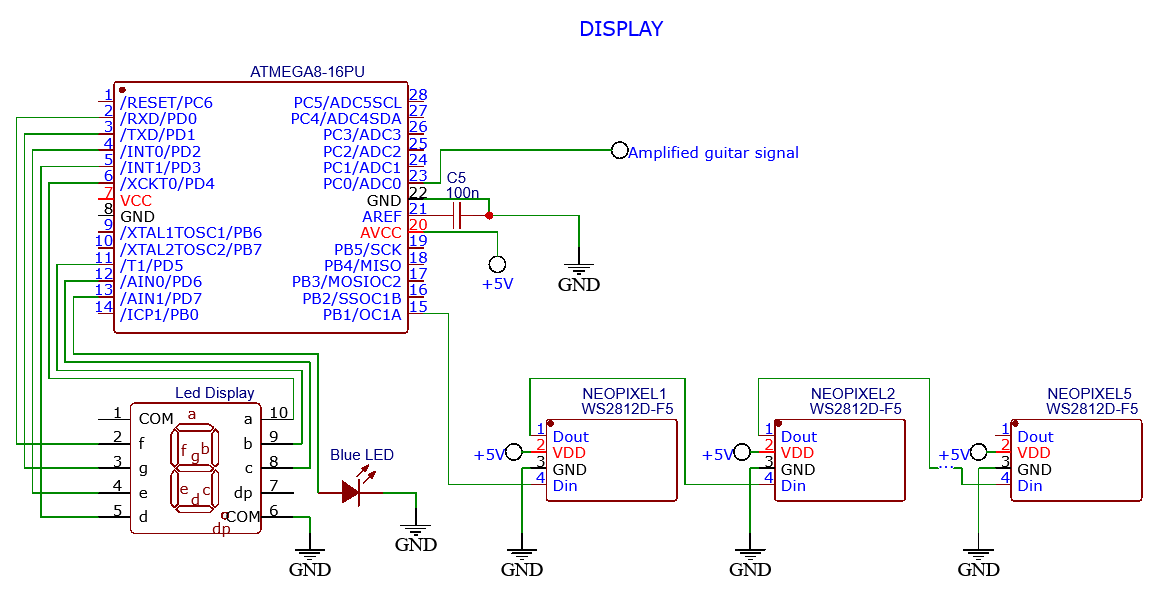 DISPLAY
ATMEGA8-16PU
1 /RESET/PC6
2 /RXD/PD0
3 /TXD/PD1
4 /INT0/PD2
5 /INT1/PD3
6 /XCKT0/PD4
7 VCC
8 GND
9 /XTAL1TOSC1/PB6
10 /XTAL2TOSC2/PB7
11 /T1/PD5
12 /AIN0/PD6
13 /AIN1/PD7
14 /ICP1/PB0
PC5/ADC5SCL 28
PC4/ADC4SDA 27
PC3/ADC3 26
PC2/ADC2 25
PC1/ADC1 24
PC0/ADC0 23
GND 22
AREF 21
AVCC 20
PB5/SCK 19
PB4/MISO 18
PB3/MOSIOC2 17
PB2/SSOC1B 16
PB1/OC1A 15
Amplified guitar signal
C5
100n
+5V
GND
Led Display
1 COM
2 f
3 g
4 e
5 d
a 10
b 9
c 8
dp 7
COM 6
a
f g b
e d c
dp
GND
Blue LED
GND
NEOPIXEL1
WS2812D-F5
1 Dout
+5V 2 VDD
3 GND
4 Din
GND
NEOPIXEL2
WS2812D-F5
1 Dout
+5V 2 VDD
3 GND
4 Din
GND
...
NEOPIXEL5
WS2812D-F5
1 Dout
+5V 2 VDD
3 GND
4 Din
GND